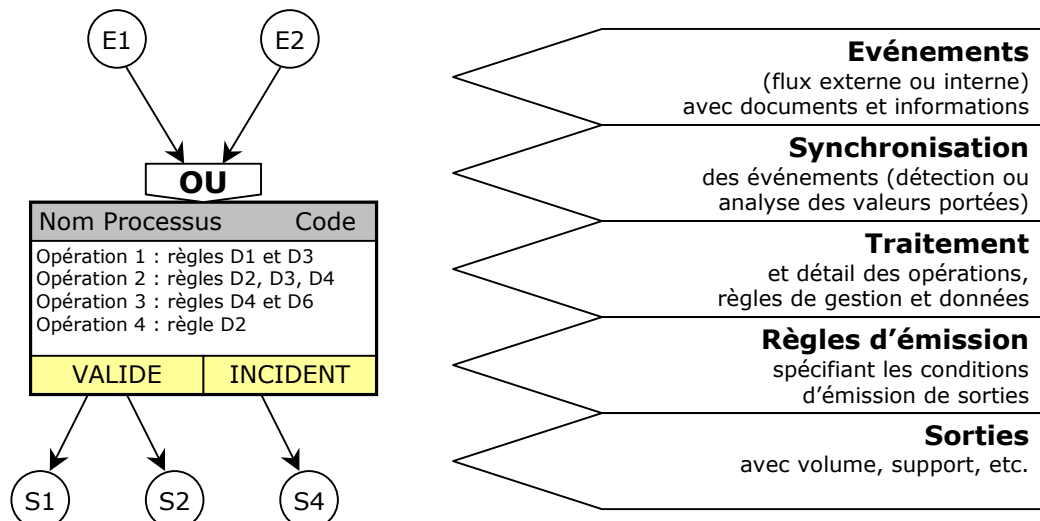 E1
E2
OU
Nom Processus Code
Opération 1 : règles D1 et D3
Opération 2 : règles D2, D3, D4
Opération 3 : règles D4 et D6
Opération 4 : règle D2
VALIDE
INCIDENT
S1
S2
S4
Evénements
(flux externe ou interne)
avec documents et informations
Synchronisation
des événements (détection ou
analyse des valeurs portées)
Traitement
et détail des opérations,
règles de gestion et données
Règles d’émission
spécifiant les conditions
d’émission de sorties
Sorties
avec volume, support, etc.